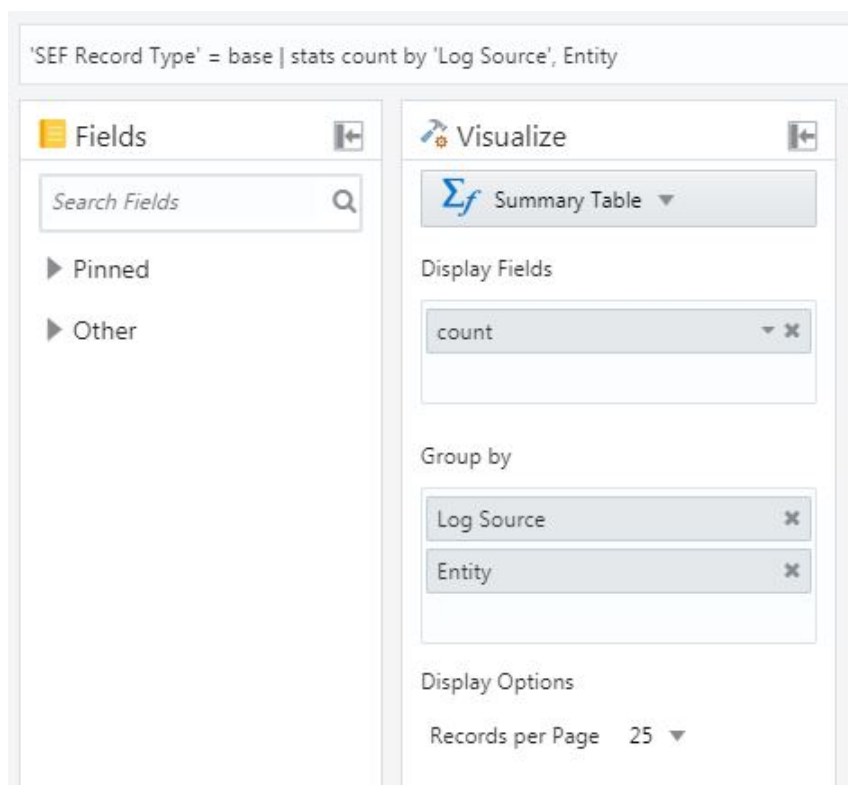 'SEF Record Type' = base | stats count by 'Log Source', Entity
Fields
Search Fields
Pinned
Other
Visualize
Σf Summary Table
Display Fields
count
Group by
Log Source
Entity
Display Options
Records per Page 25